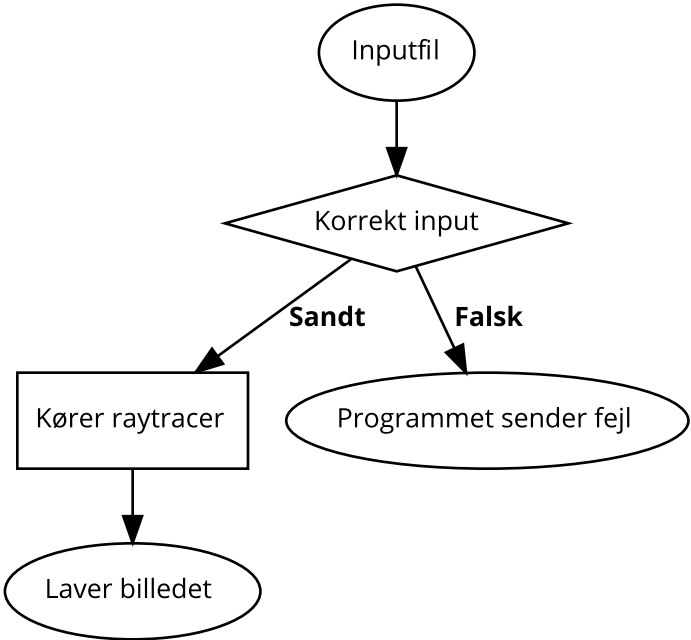 Inputfil
Korrekt input
Sandt
Falsk
Kører raytracer
Programmet sender fejl
Laver billedet